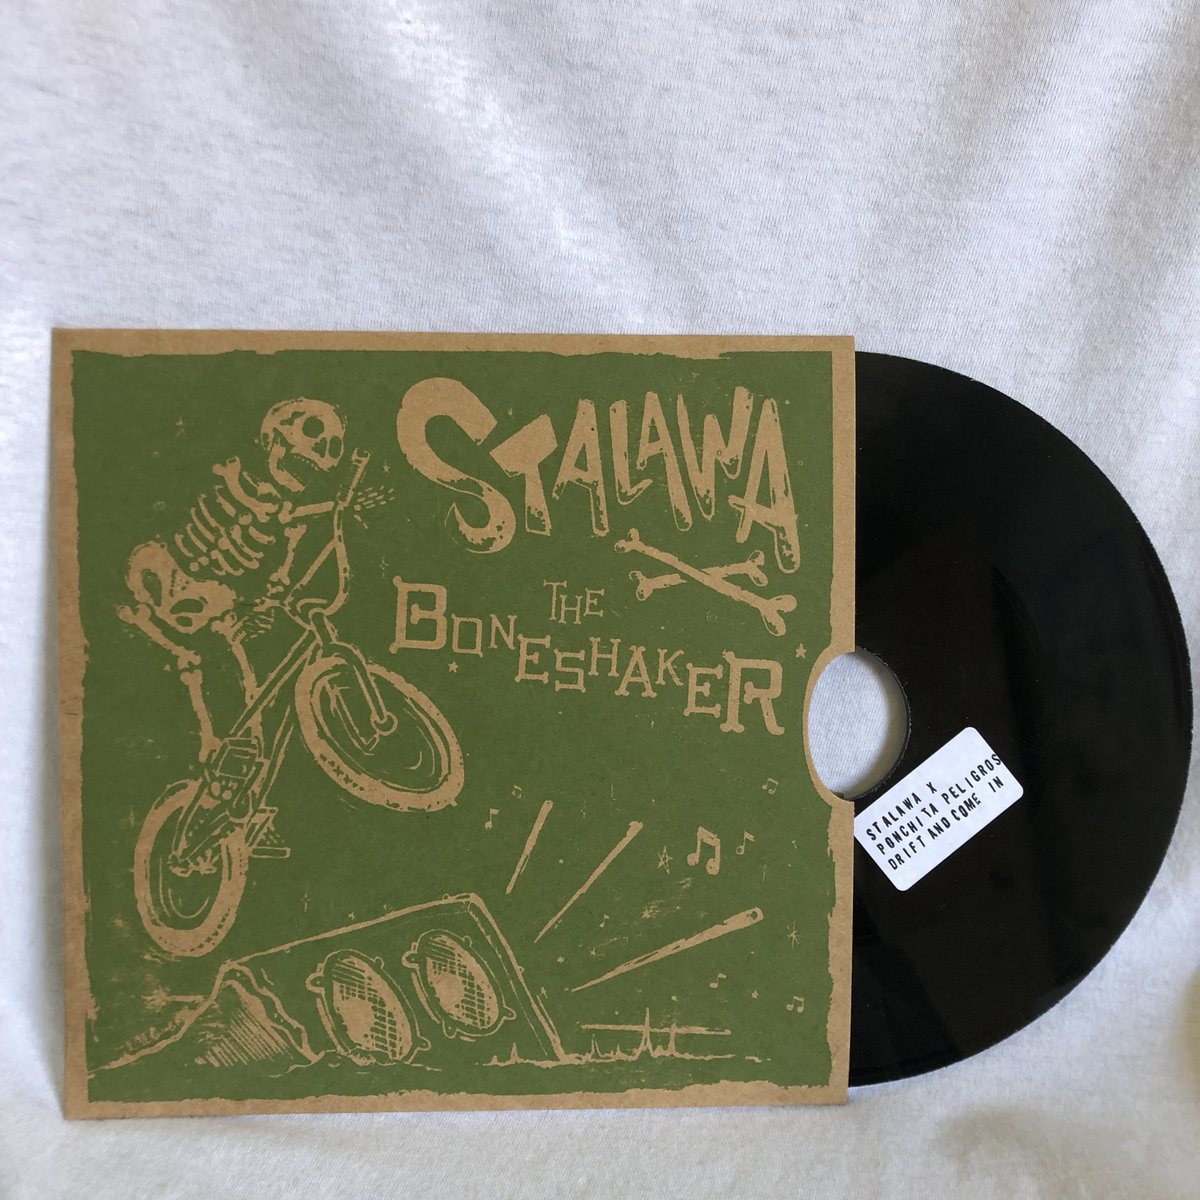 STALAWA
THE
BONESHAKER
STALAWA X
PONCHITA PELIGROS
DRIFT AND COME IN